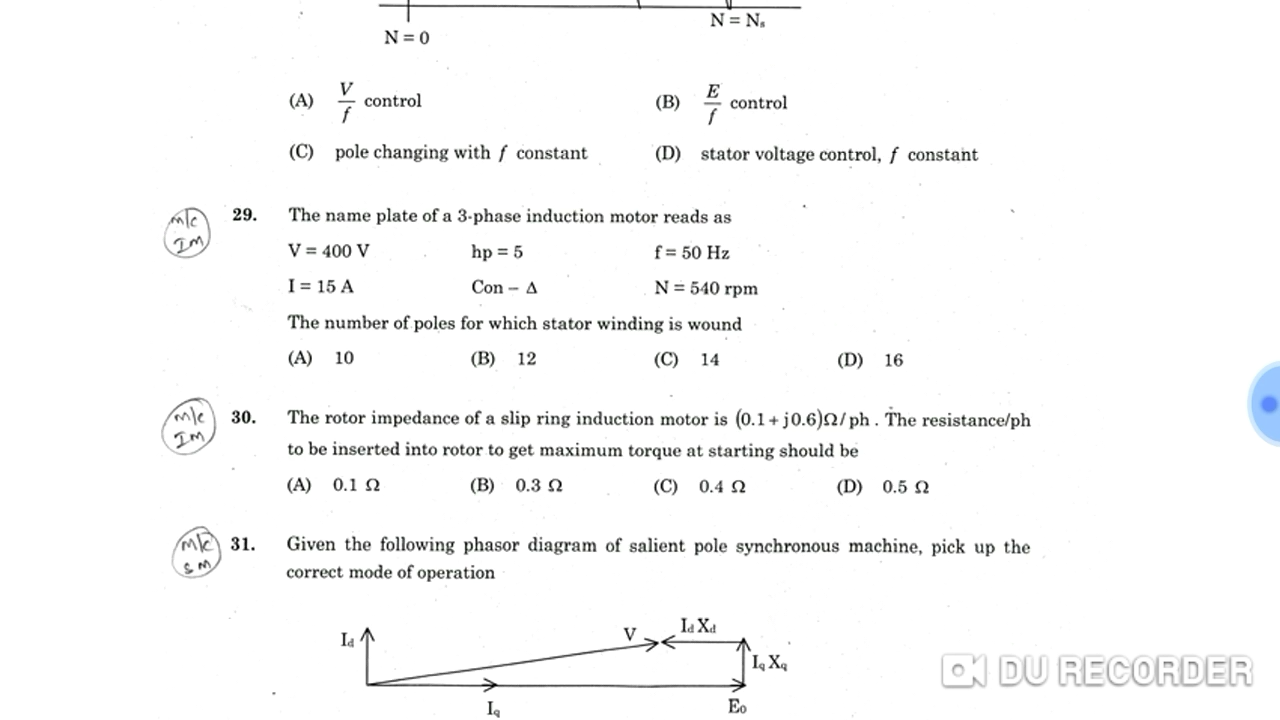 N = 0
N = Nₛ
(A) V/f control
(B) E/f control
(C) pole changing with f constant
(D) stator voltage control, f constant
m/c
IM
29. The name plate of a 3-phase induction motor reads as
V = 400 V hp = 5 f = 50 Hz
I = 15 A Con – Δ N = 540 rpm
The number of poles for which stator winding is wound
(A) 10 (B) 12 (C) 14 (D) 16
m/c
IM
30. The rotor impedance of a slip ring induction motor is (0.1 + j0.6)Ω/ph . The resistance/ph
to be inserted into rotor to get maximum torque at starting should be
(A) 0.1 Ω (B) 0.3 Ω (C) 0.4 Ω (D) 0.5 Ω
m/c
SM
31. Given the following phasor diagram of salient pole synchronous machine, pick up the
correct mode of operation
I_d
V
I_d X_d
I_q X_q
I_q
E₀
DU RECORDER